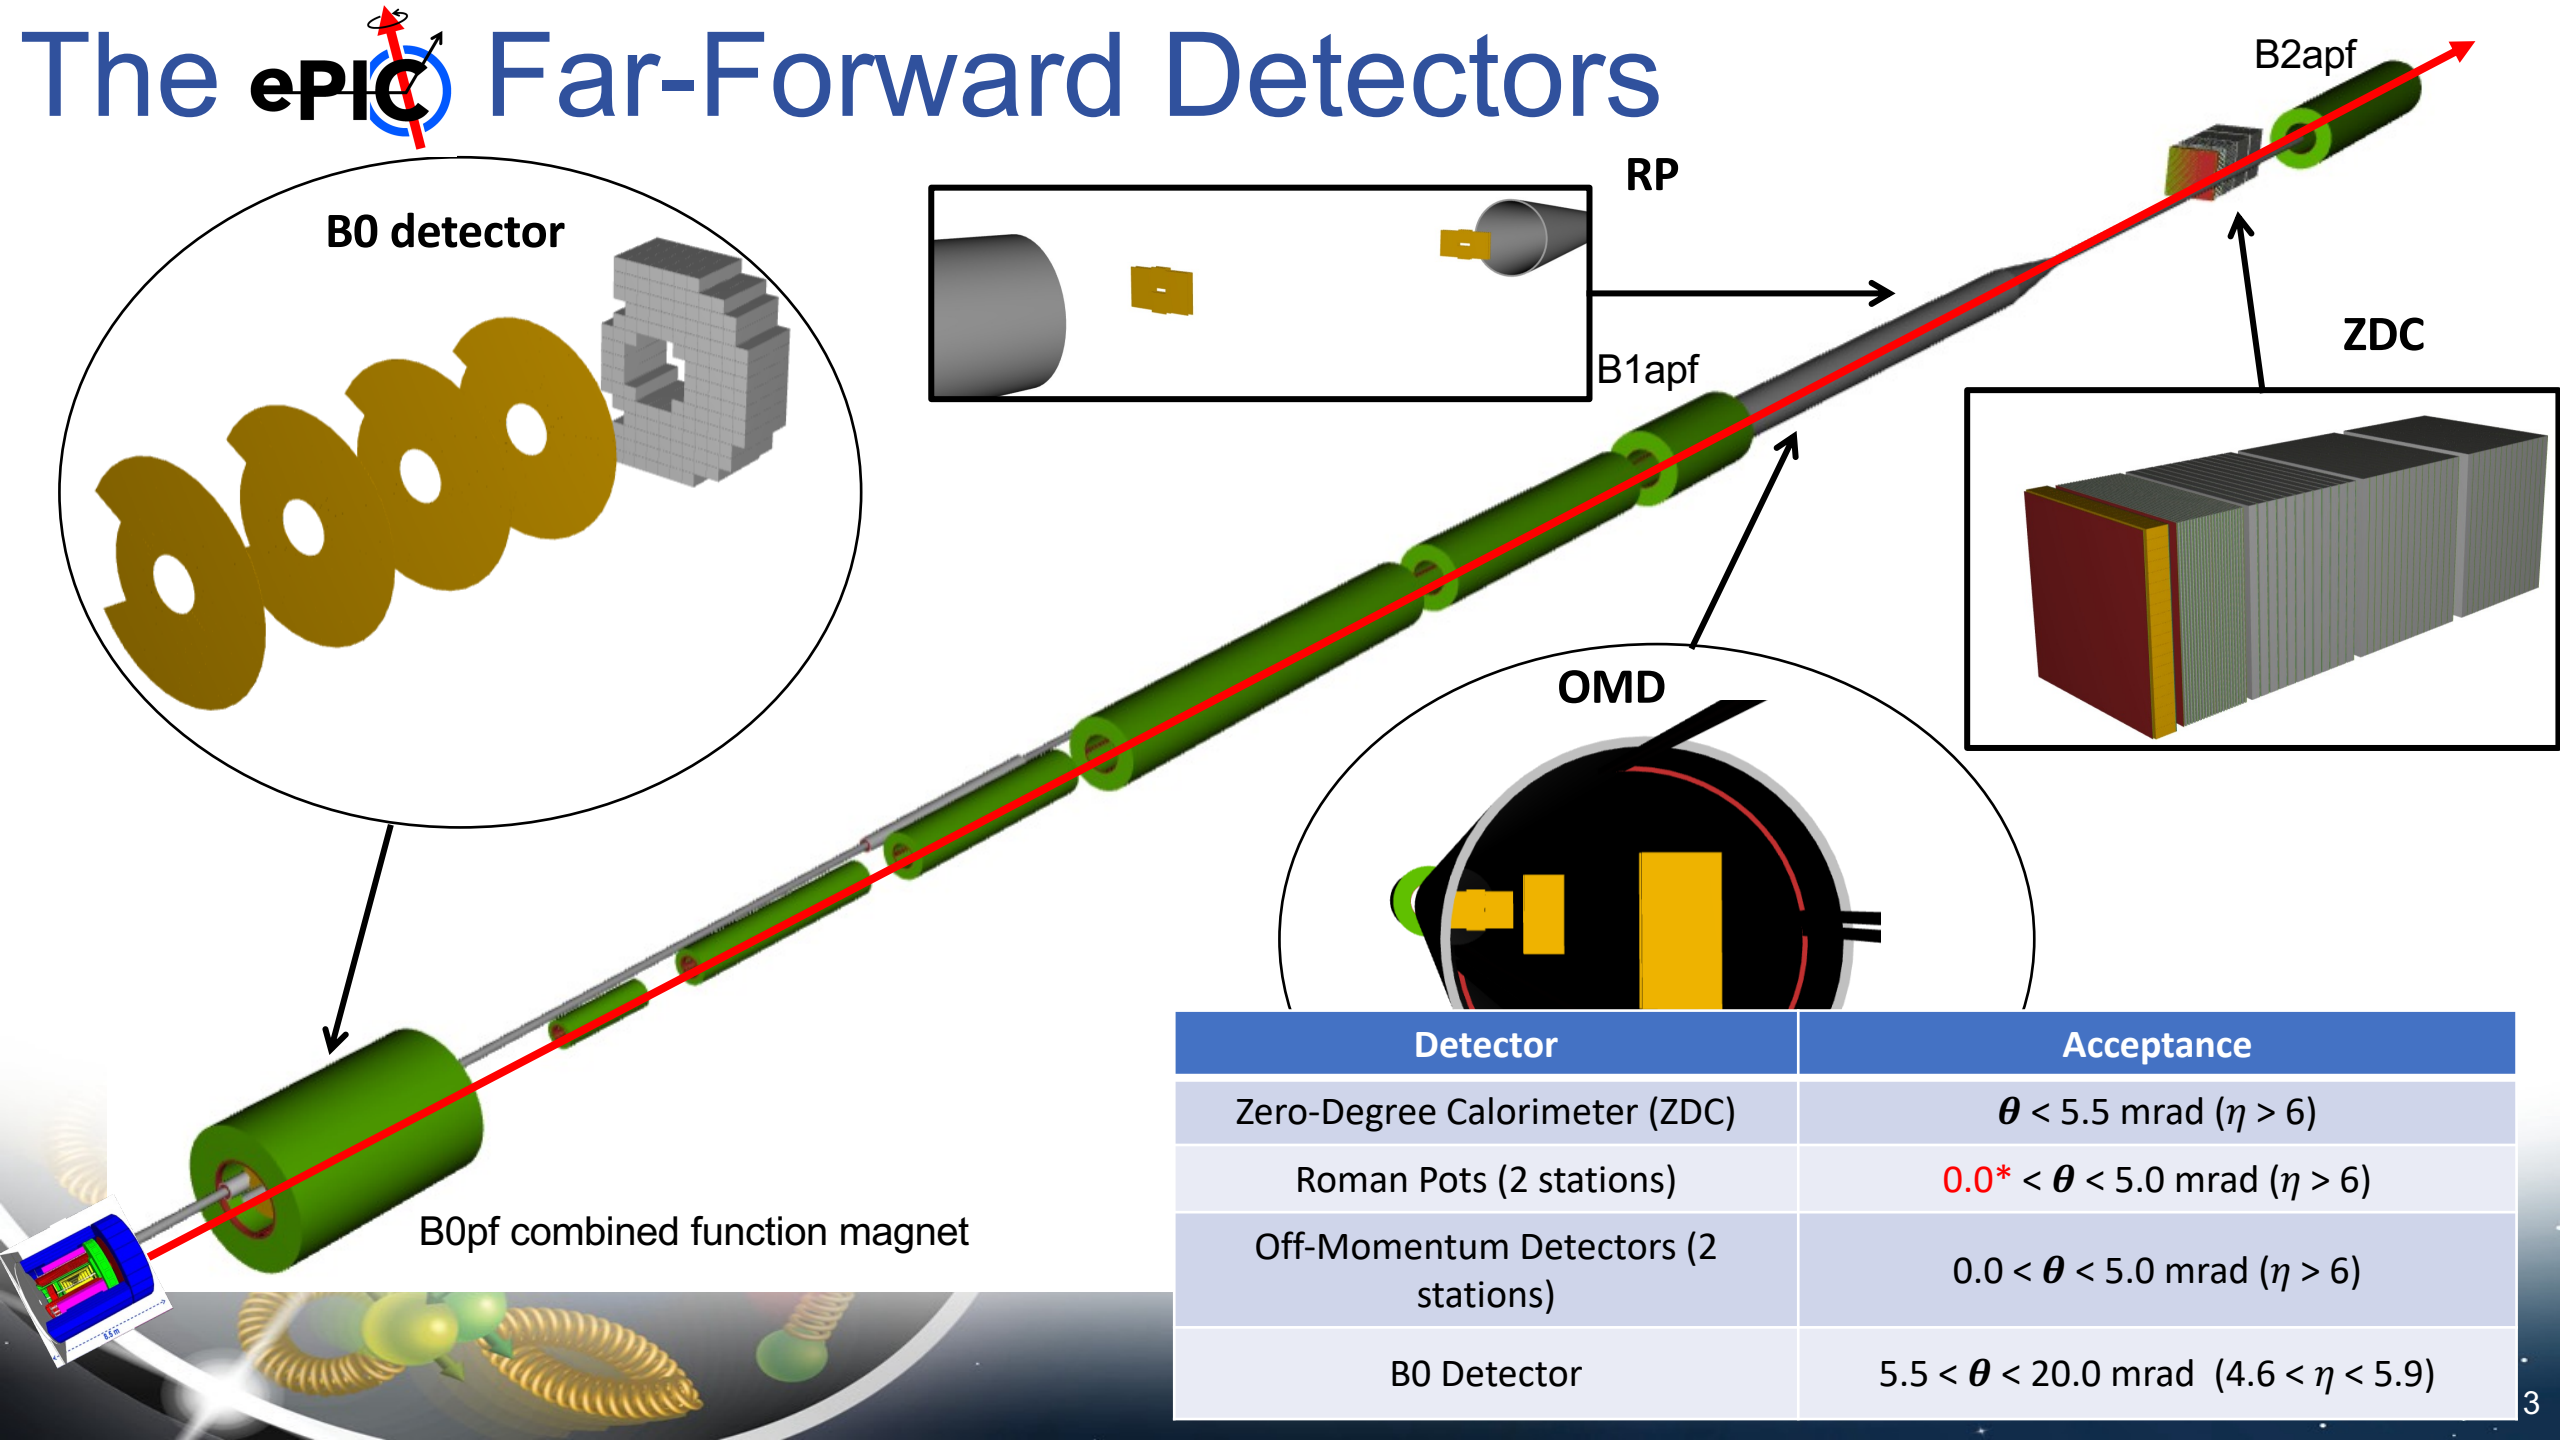 The ePIC Far-Forward Detectors
B2apf
RP
B0 detector
ZDC
B1apf
OMD
B0pf combined function magnet
8.5 m
Detector Acceptance
Zero-Degree Calorimeter (ZDC) 𝜽 < 5.5 mrad (𝜂 > 6)
Roman Pots (2 stations) 0.0* < 𝜽 < 5.0 mrad (𝜂 > 6)
Off-Momentum Detectors (2
stations) 0.0 < 𝜽 < 5.0 mrad (𝜂 > 6)
B0 Detector 5.5 < 𝜽 < 20.0 mrad (4.6 < 𝜂 < 5.9)
3